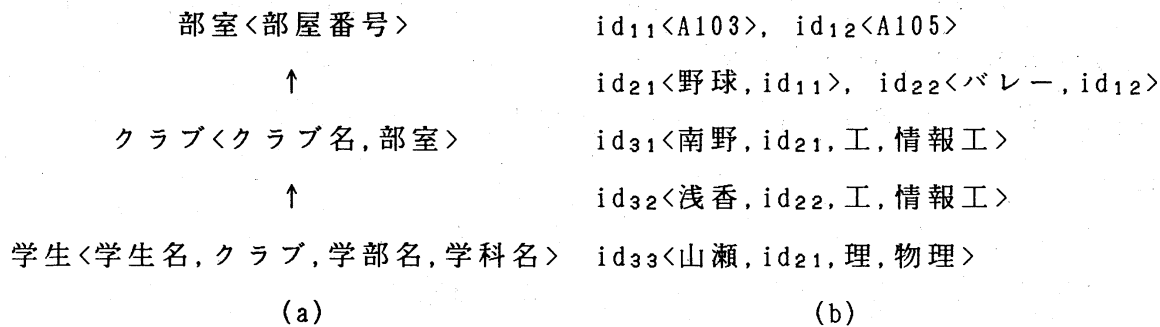 部室<部屋番号> id₁₁<A103>, id₁₂<A105>
↑ id₂₁<野球,id₁₁>, id₂₂<バレー,id₁₂>
クラブ<クラブ名,部室> id₃₁<南野,id₂₁,工,情報工>
↑ id₃₂<浅香,id₂₂,工,情報工>
学生<学生名,クラブ,学部名,学科名> id₃₃<山瀬,id₂₁,理,物理>
(a) (b)